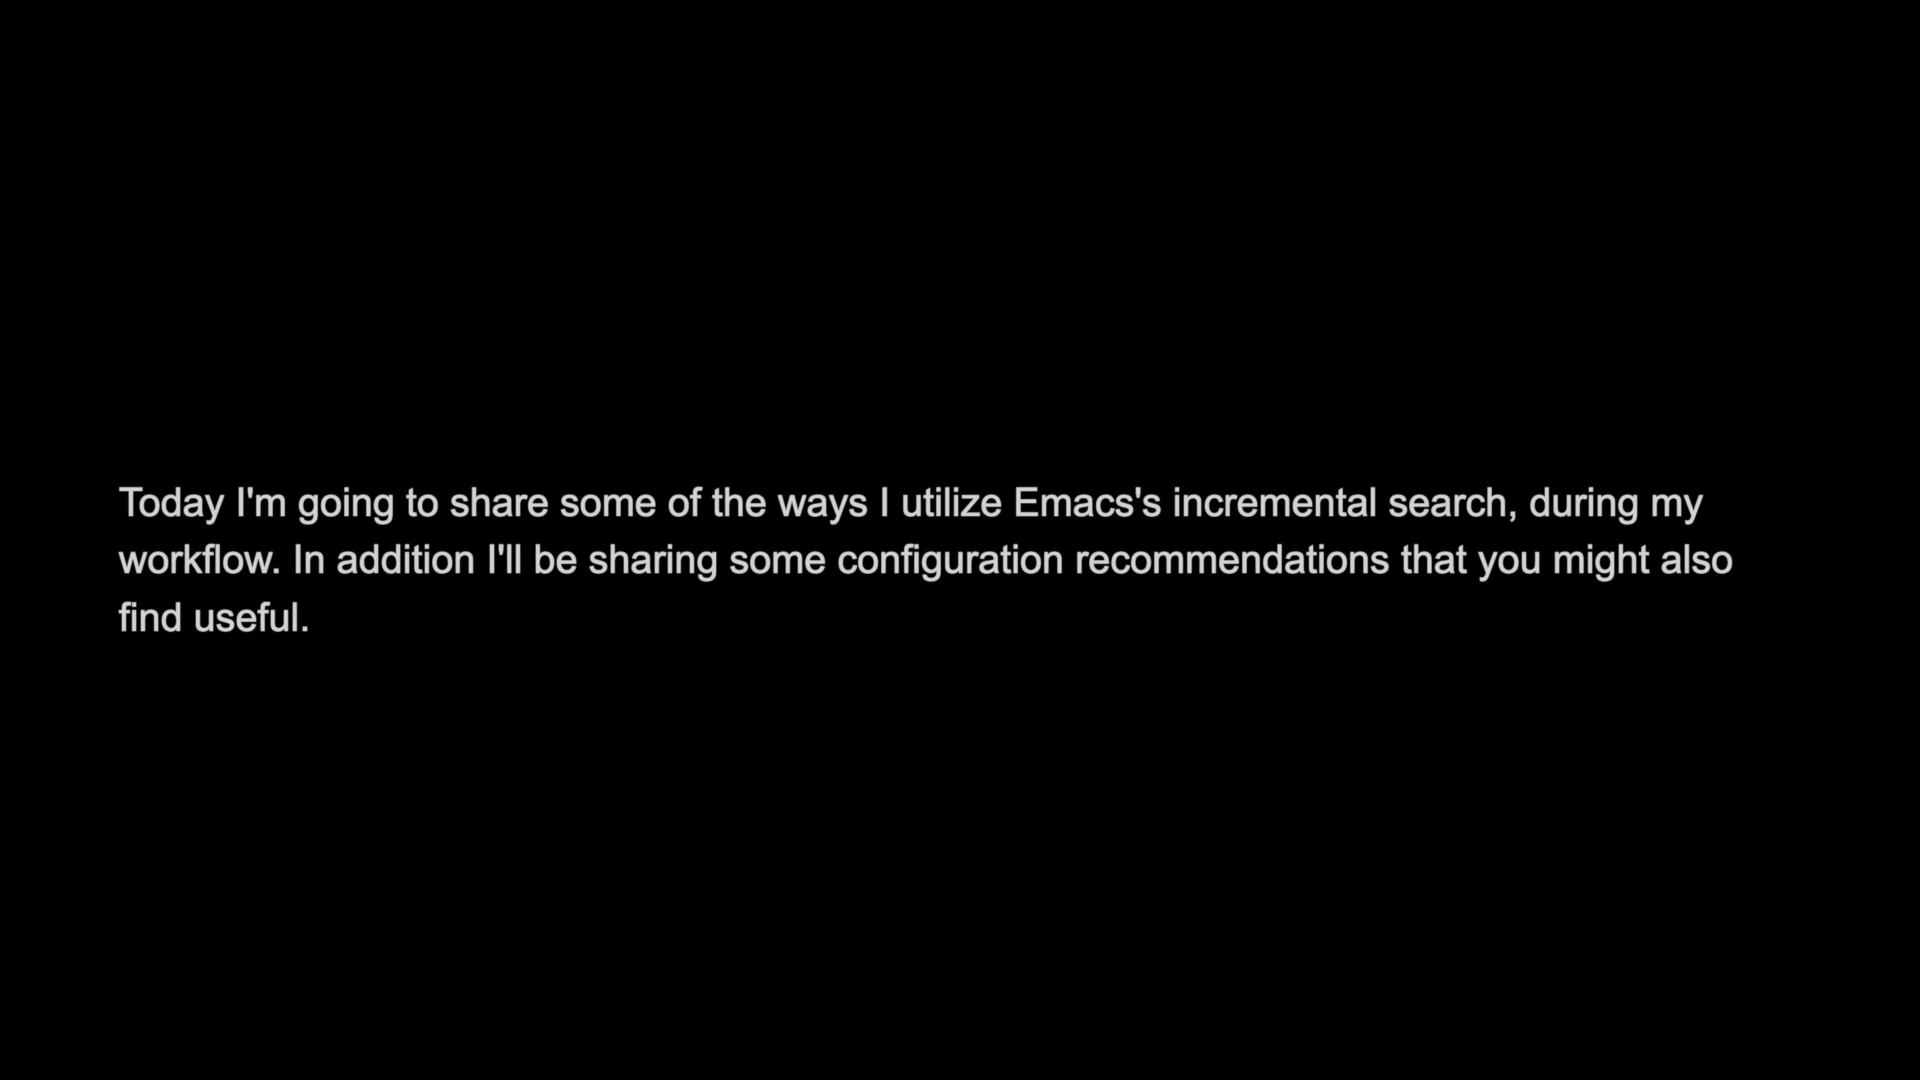 Today I'm going to share some of the ways I utilize Emacs's incremental search, during my
workflow. In addition I'll be sharing some configuration recommendations that you might also
find useful.